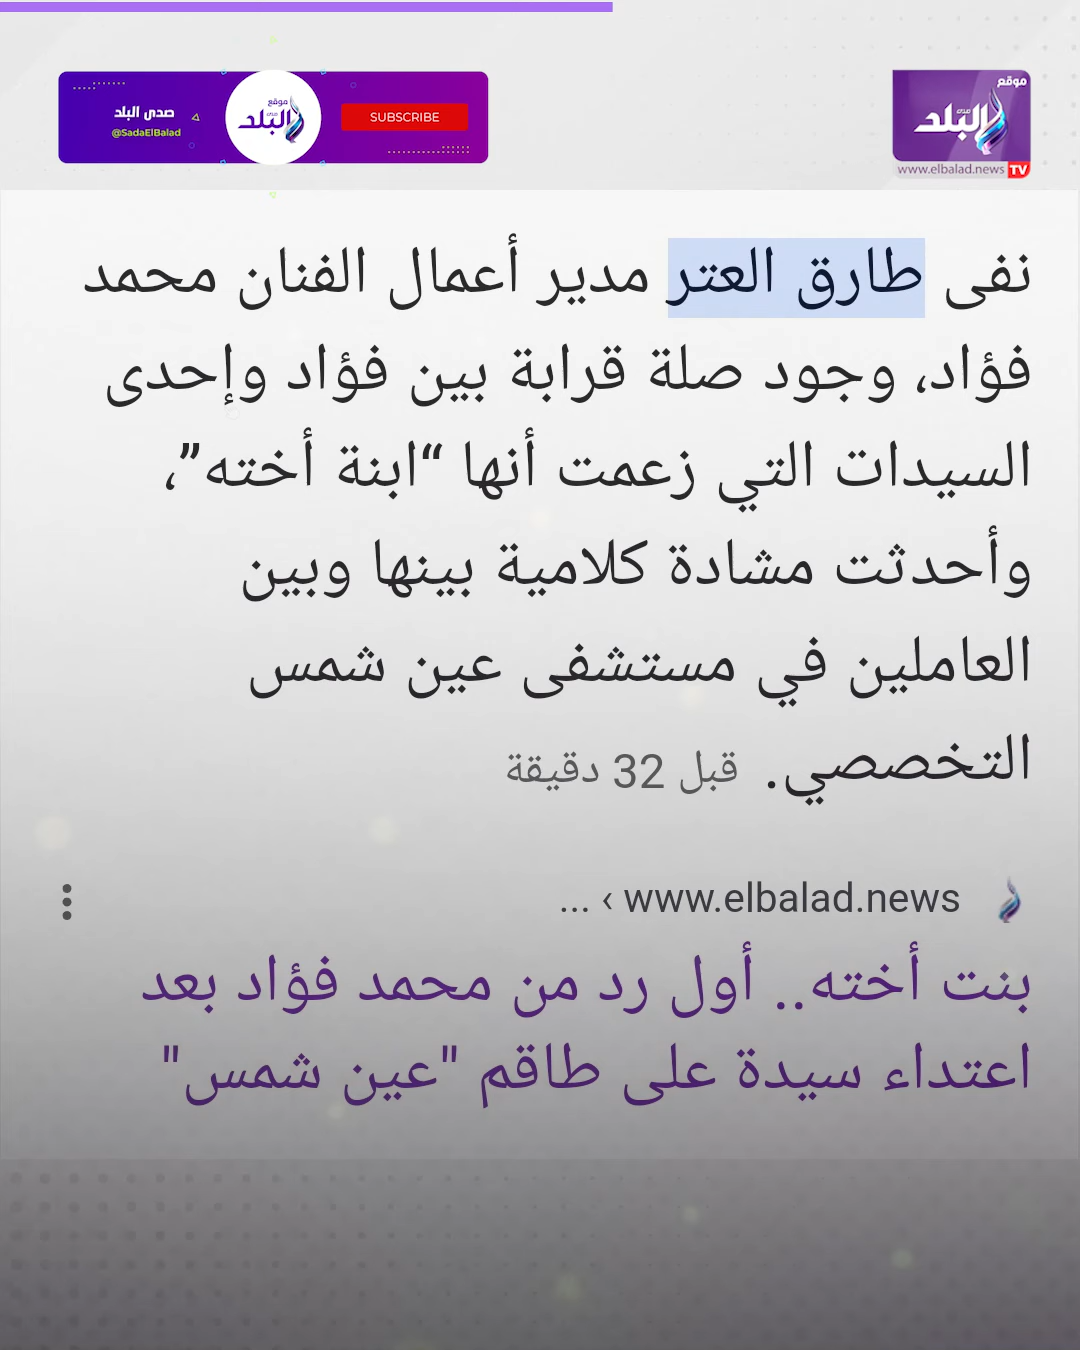 صدى البلد
@SadaElBalad
موقع
صدى
البلد
SUBSCRIBE
موقع
صدى
البلد
www.elbalad.news TV
نفى طارق العتر مدير أعمال الفنان محمد
فؤاد، وجود صلة قرابة بين فؤاد وإحدى
السيدات التي زعمت أنها “ابنة أخته”،
وأحدثت مشادة كلامية بينها وبين
العاملين في مستشفى عين شمس
التخصصي. قبل 32 دقيقة
www.elbalad.news › ...
بنت أخته.. أول رد من محمد فؤاد بعد
اعتداء سيدة على طاقم "عين شمس"